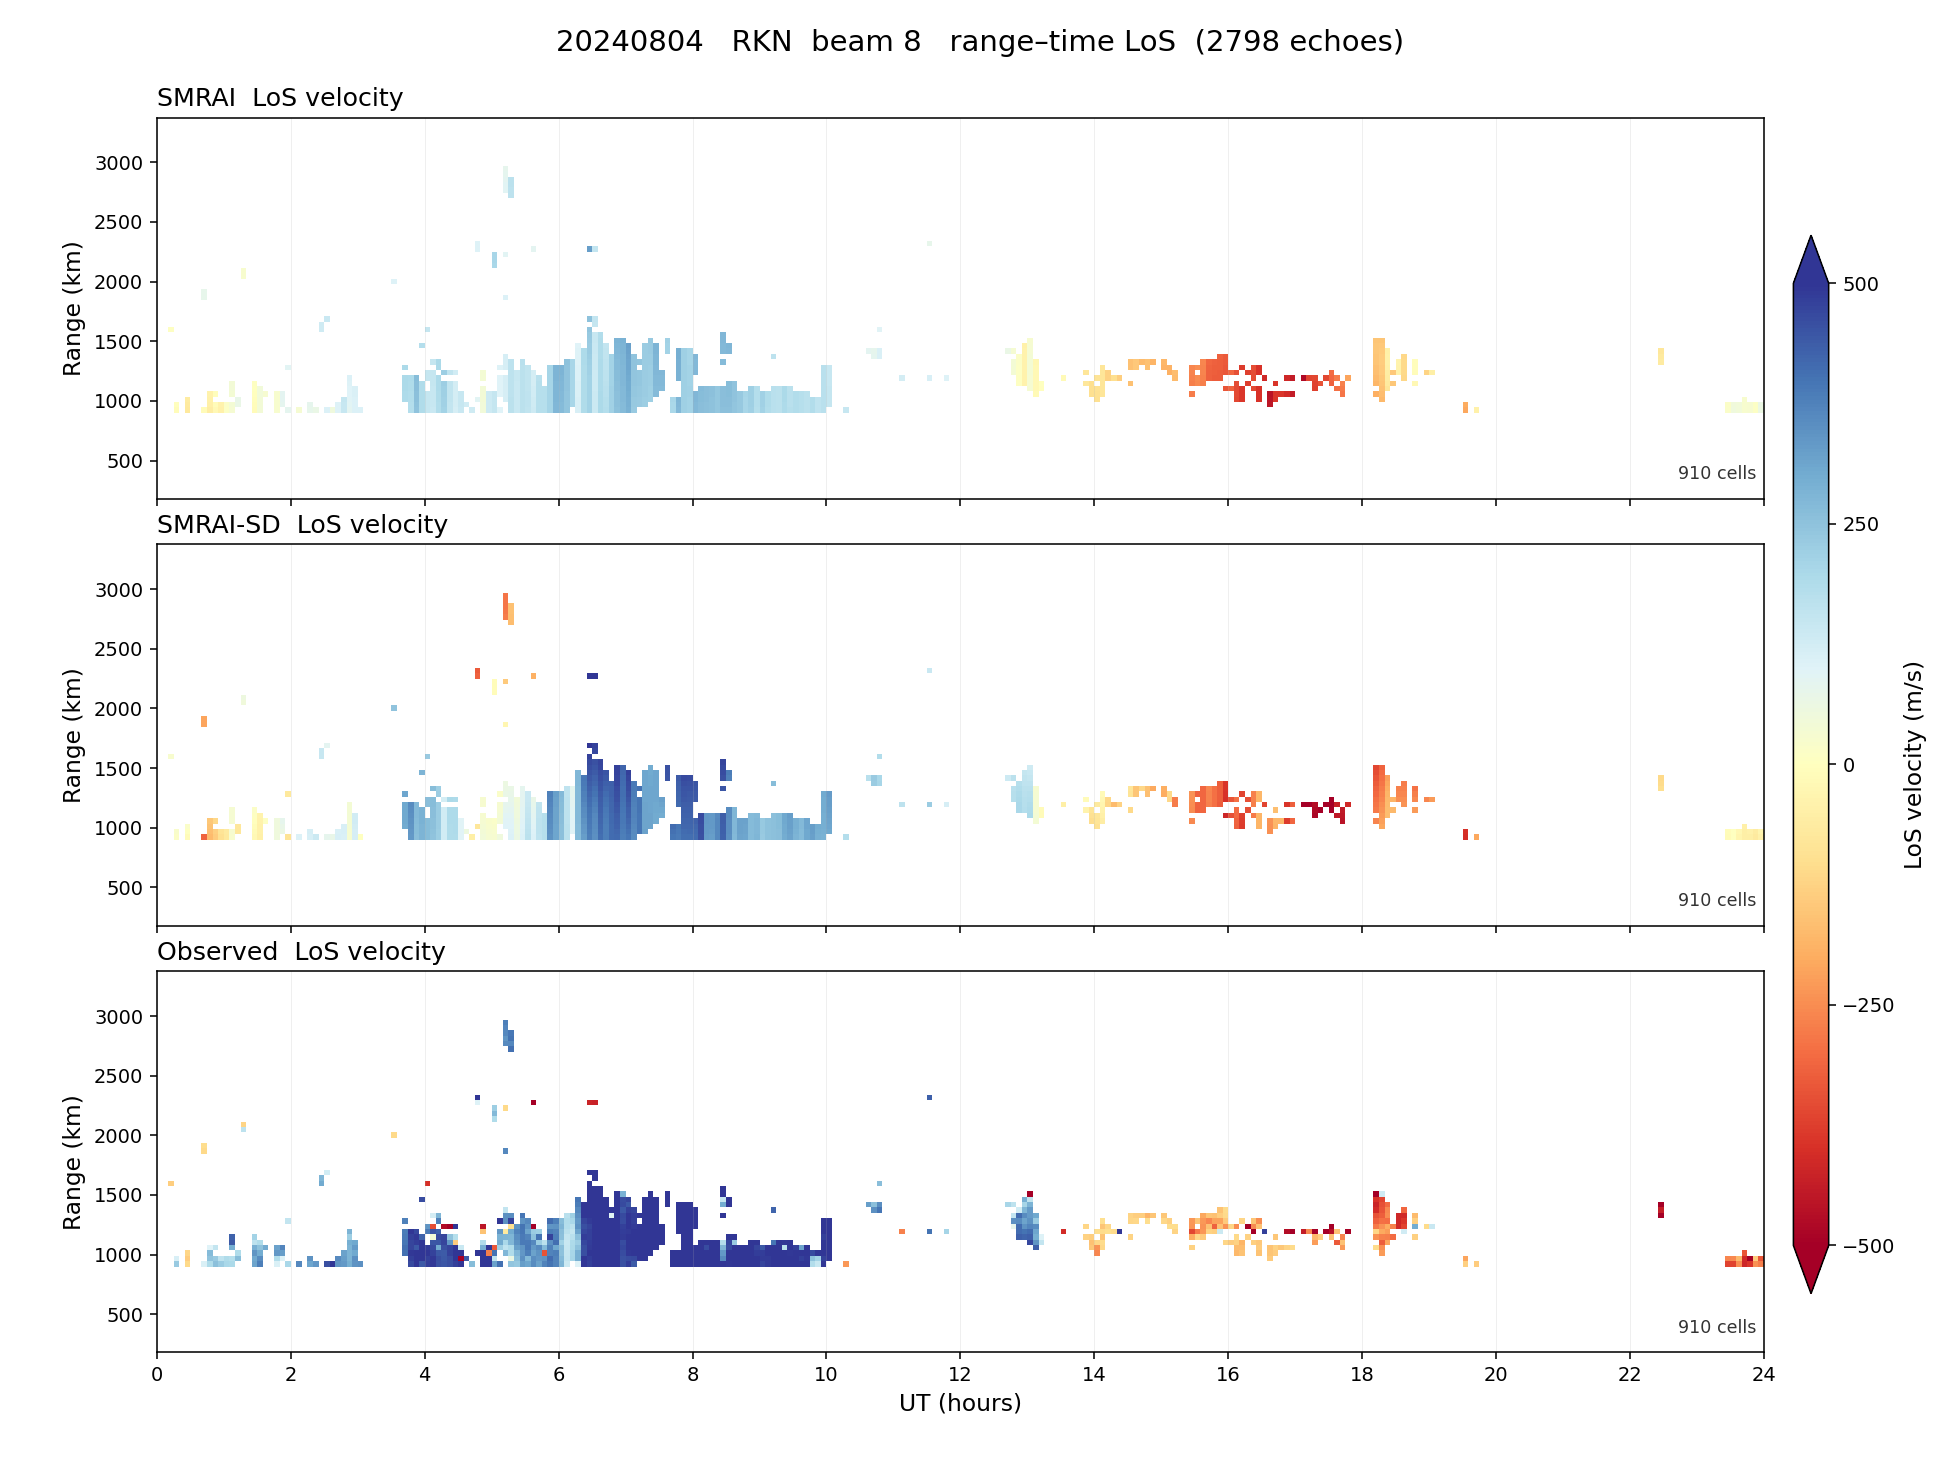 20240804   RKN  beam 8   range–time LoS  (2798 echoes)
SMRAI  LoS velocity
3000
2500
2000
1500
1000
500
Range (km)
910 cells
SMRAI-SD  LoS velocity
3000
2500
2000
1500
1000
500
Range (km)
910 cells
Observed  LoS velocity
3000
2500
2000
1500
1000
500
Range (km)
910 cells
0 2 4 6 8 10 12 14 16 18 20 22 24
UT (hours)
500
250
0
−250
−500
LoS velocity (m/s)